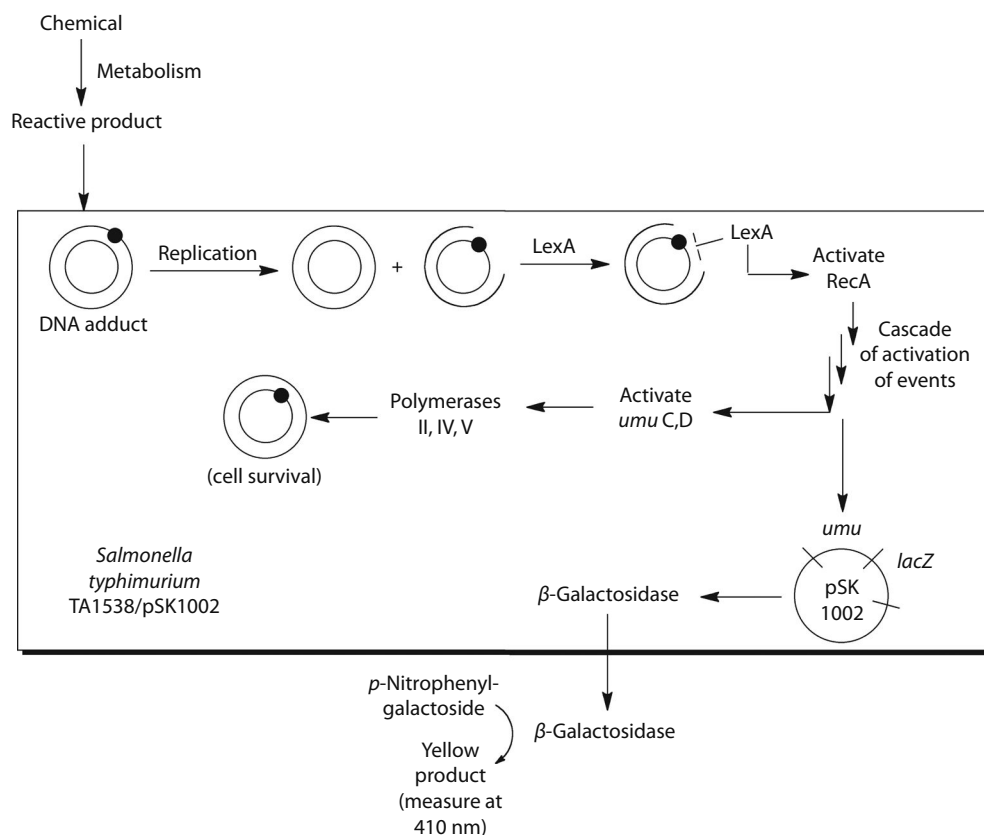 Chemical
Metabolism
Reactive product
Replication
DNA adduct
+
LexA
LexA
Activate
RecA
Cascade
of activation
of events
Activate
umu C,D
Polymerases
II, IV, V
(cell survival)
Salmonella
typhimurium
TA1538/pSK1002
umu
lacZ
pSK
1002
β-Galactosidase
p-Nitrophenyl-
galactoside
β-Galactosidase
Yellow
product
(measure at
410 nm)